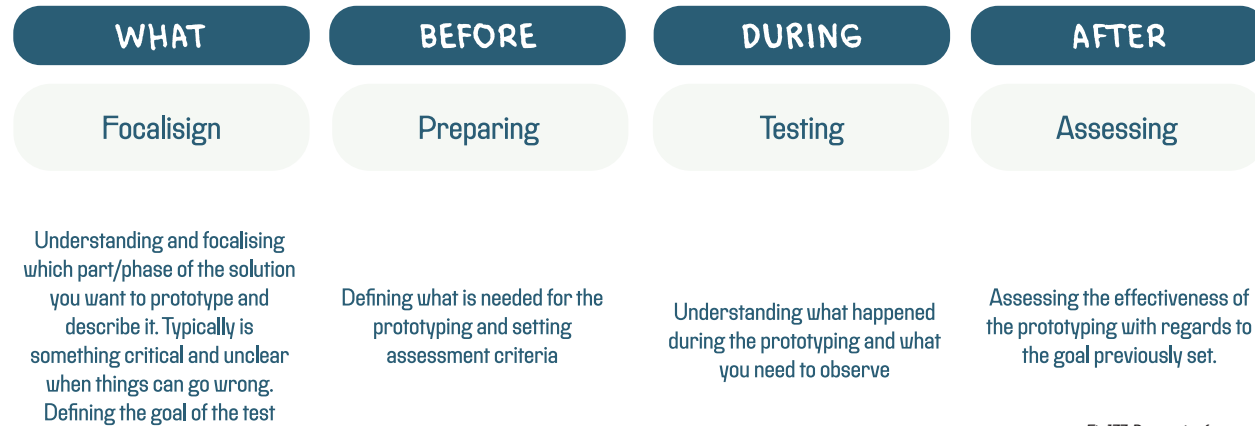 WHAT
Focalisign
Understanding and focalising
which part/phase of the solution
you want to prototype and
describe it. Typically is
something critical and unclear
when things can go wrong.
Defining the goal of the test
BEFORE
Preparing
Defining what is needed for the
prototyping and setting
assessment criteria
DURING
Testing
Understanding what happened
during the prototyping and what
you need to observe
AFTER
Assessing
Assessing the effectiveness of
the prototyping with regards to
the goal previously set.